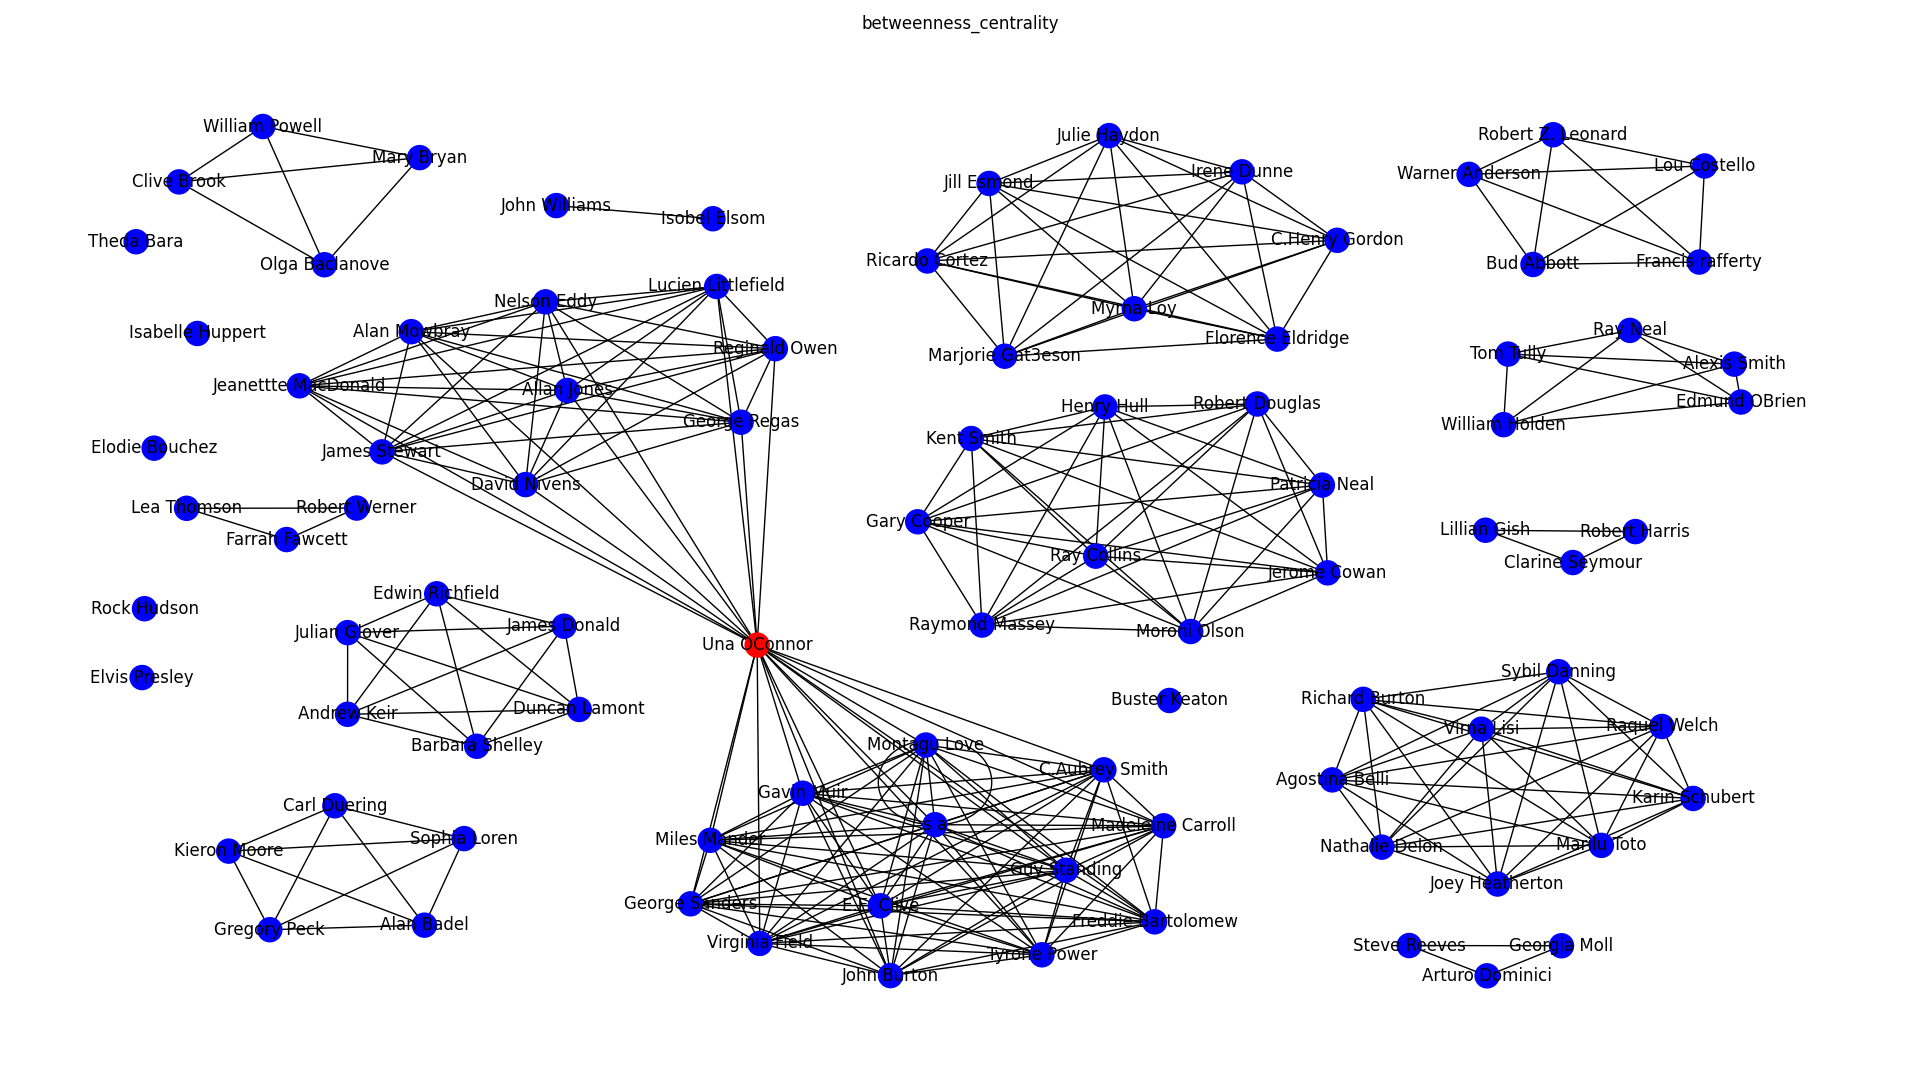 betweenness_centrality
William Powell
Mary Bryan
Clive Brook
Olga Baclanove
Theda Bara
John Williams
Isobel Elsom
Isabelle Huppert
Lucien Littlefield
Nelson Eddy
Alan Mowbray
Reginald Owen
Jeanettte MacDonald
Allan Jones
George Regas
James Stewart
David Nivens
Elodie Bouchez
Lea Thomson
Robert Werner
Farrah Fawcett
Rock Hudson
Elvis Presley
Edwin Richfield
Julian Glover
James Donald
Andrew Keir
Duncan Lamont
Barbara Shelley
Carl Duering
Sophia Loren
Kieron Moore
Gregory Peck
Alan Badel
Una OConnor
Montagu Love
C.Aubrey Smith
Gavin Muir
s a
Madeleine Carroll
Miles Mander
Guy Standing
George Sanders
E E Clive
Freddie Bartolomew
Virginia Field
Tyrone Power
John Burton
Julie Haydon
Irene Dunne
Jill Esmond
C.Henry Gordon
Ricardo Cortez
Myrna Loy
Florence Eldridge
Marjorie Gat3eson
Henry Hull
Robert Douglas
Kent Smith
Patricia Neal
Gary Cooper
Ray Collins
Jerome Cowan
Raymond Massey
Moroni Olson
Buster Keaton
Robert Z. Leonard
Lou Costello
Warner Anderson
Bud Abbott
Francis rafferty
Ray Neal
Tom Tully
Alexis Smith
Edmund OBrien
William Holden
Lillian Gish
Robert Harris
Clarine Seymour
Sybil Danning
Richard Burton
Virna Lisi
Raquel Welch
Agostina Belli
Karin Schubert
Nathalie Delon
Marilu Toto
Joey Heatherton
Steve Reeves
Georgia Moll
Arturo Dominici